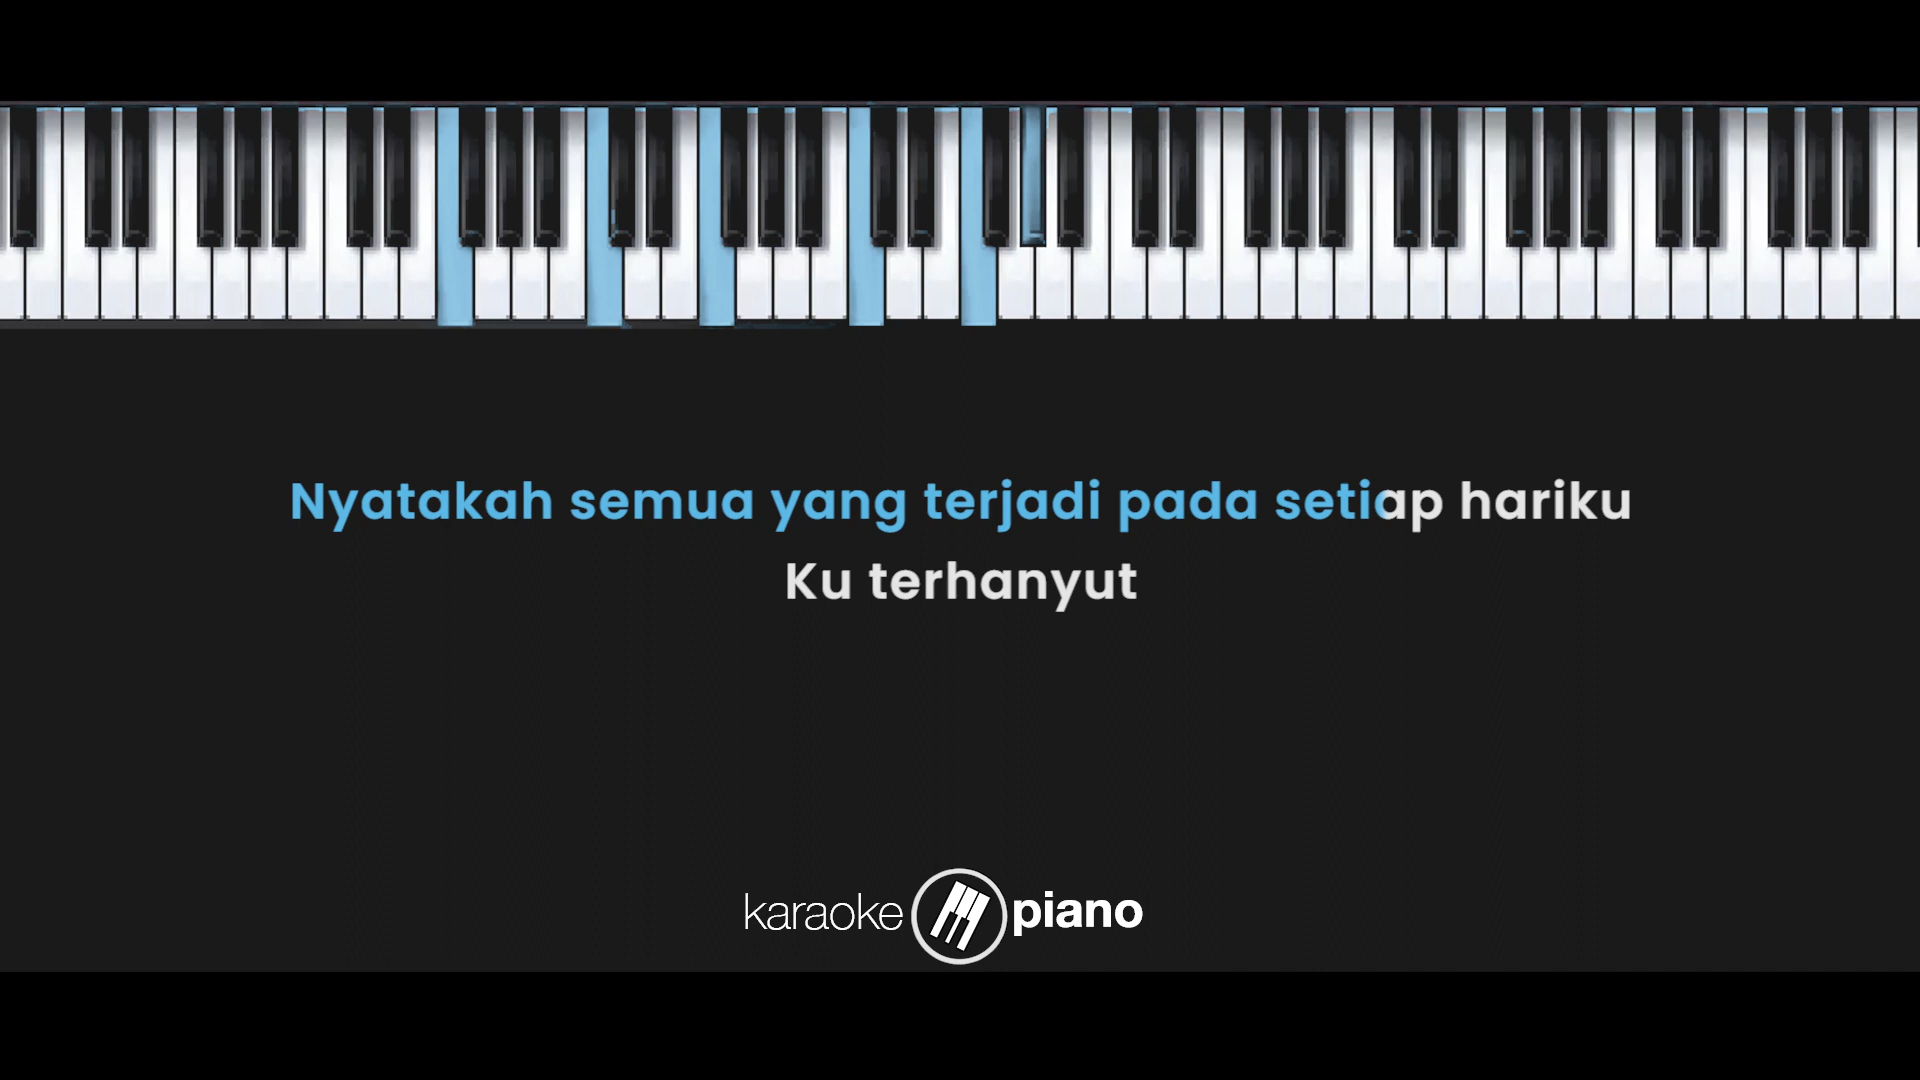 Nyatakah semua yang terjadi pada setiap hariku
Ku terhanyut
karaoke piano